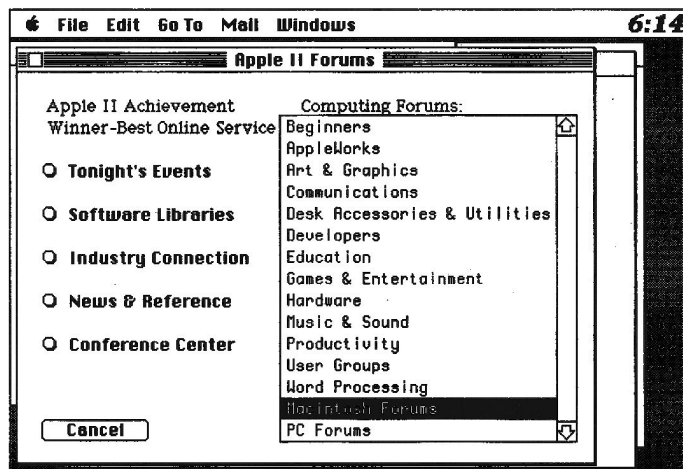 File Edit Go To Mail Windows 6:14
Apple II Forums
Apple II Achievement
Winner-Best Online Service
Tonight's Events
Software Libraries
Industry Connection
News & Reference
Conference Center
Cancel
Computing Forums:
Beginners
AppleWorks
Art & Graphics
Communications
Desk Accessories & Utilities
Developers
Education
Games & Entertainment
Hardware
Music & Sound
Productivity
User Groups
Word Processing
Macintosh Forums
PC Forums